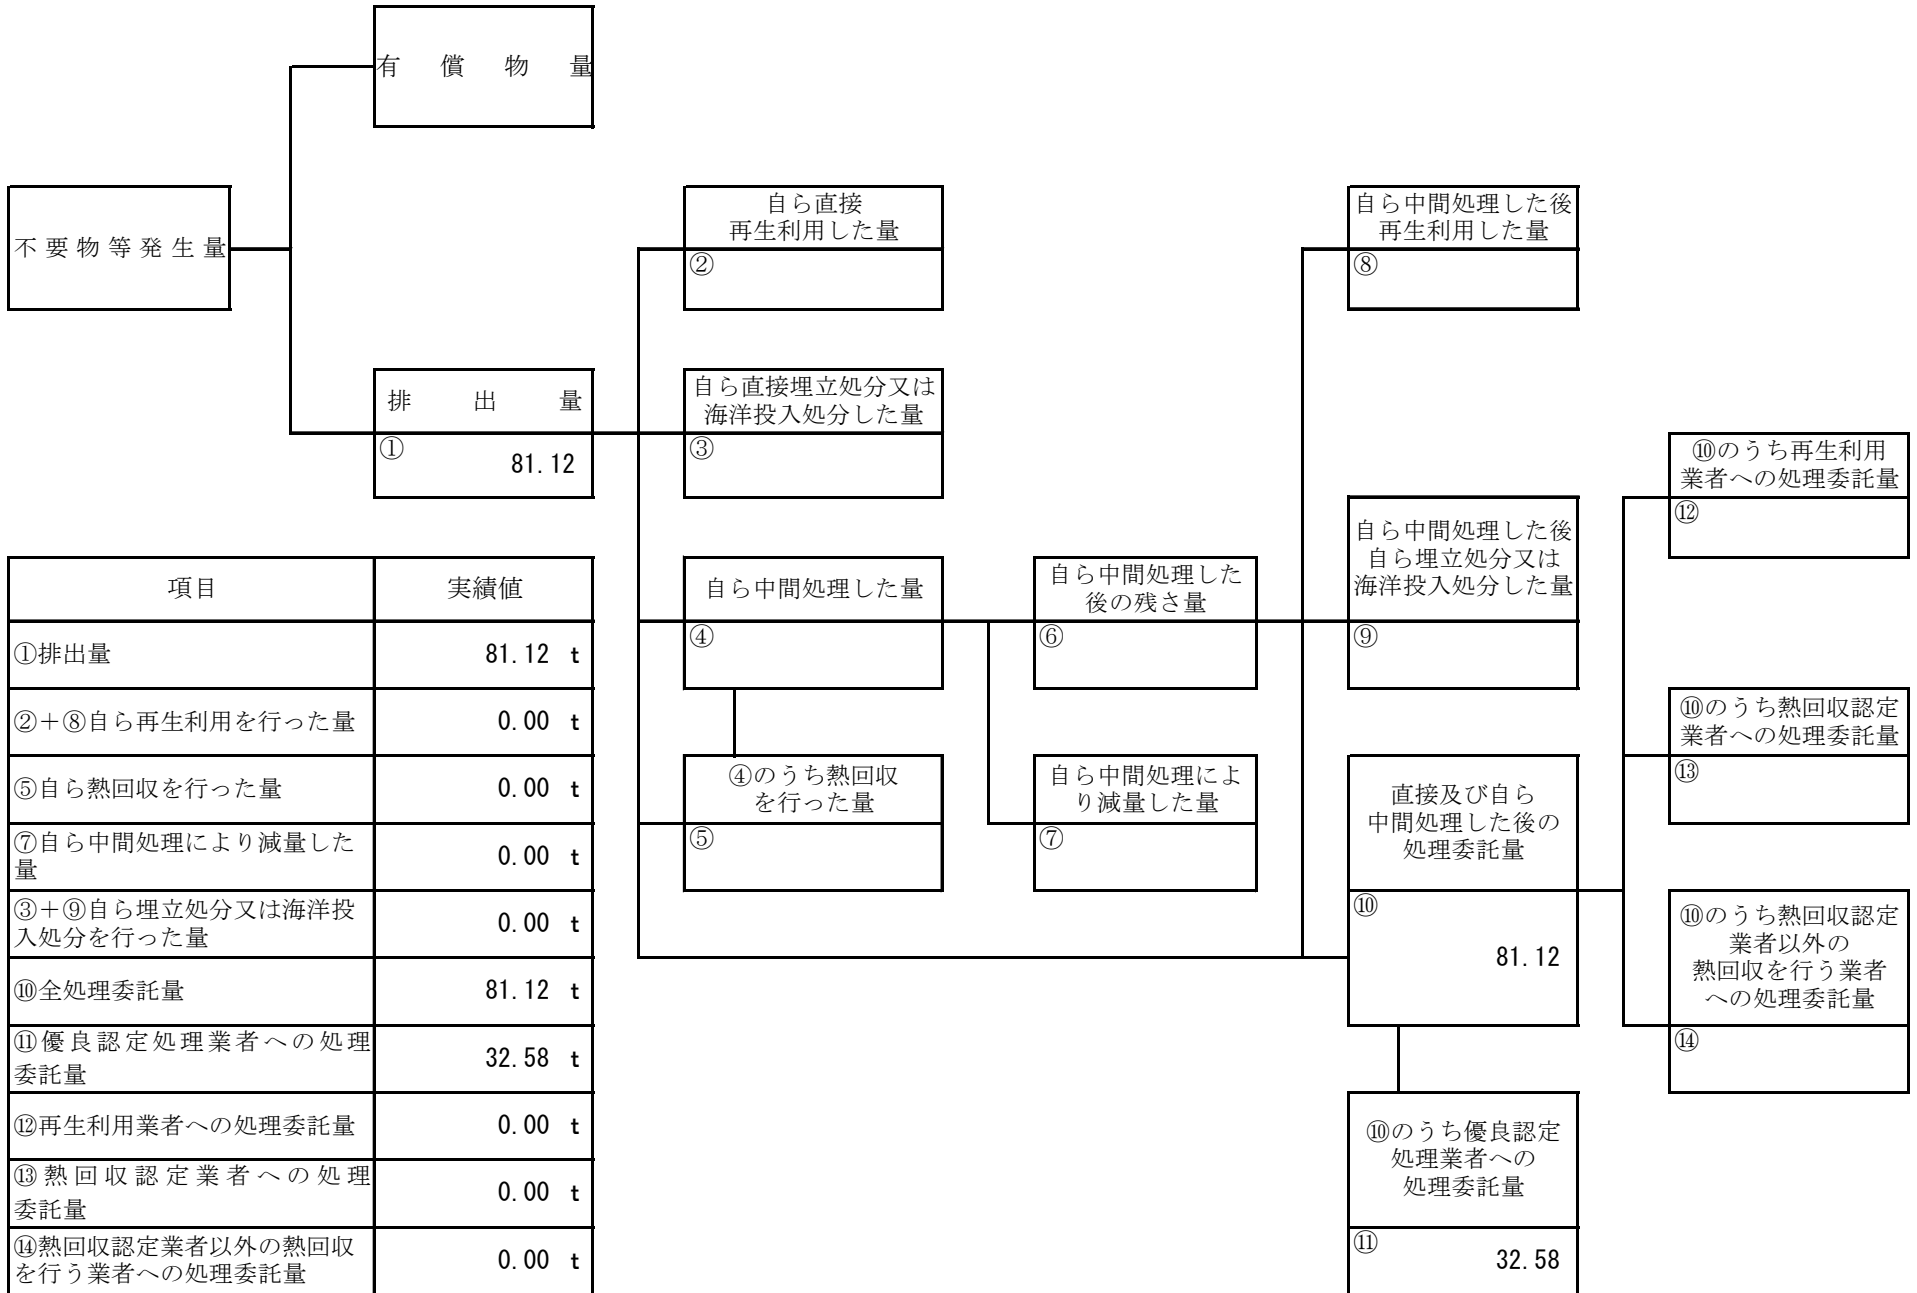 有償物量
不要物等発生量
排出量
①
81.12
自ら直接
再生利用した量
②
自ら直接埋立処分又は
海洋投入処分した量
③
自ら中間処理した量
④
④のうち熱回収
を行った量
⑤
自ら中間処理した
後の残さ量
⑥
自ら中間処理によ
り減量した量
⑦
自ら中間処理した後
再生利用した量
⑧
自ら中間処理した後
自ら埋立処分又は
海洋投入処分した量
⑨
直接及び自ら
中間処理した後の
処理委託量
⑩
81.12
⑩のうち優良認定
処理業者への
処理委託量
⑪
32.58
⑩のうち再生利用
業者への処理委託量
⑫
⑩のうち熱回収認定
業者への処理委託量
⑬
⑩のうち熱回収認定
業者以外の
熱回収を行う業者
への処理委託量
⑭
項目 実績値
①排出量 81.12 t
②＋⑧自ら再生利用を行った量 0.00 t
⑤自ら熱回収を行った量 0.00 t
⑦自ら中間処理により減量した
量 0.00 t
③＋⑨自ら埋立処分又は海洋投
入処分を行った量 0.00 t
⑩全処理委託量 81.12 t
⑪優良認定処理業者への処理
委託量 32.58 t
⑫再生利用業者への処理委託量 0.00 t
⑬熱回収認定業者への処理
委託量 0.00 t
⑭熱回収認定業者以外の熱回収
を行う業者への処理委託量 0.00 t